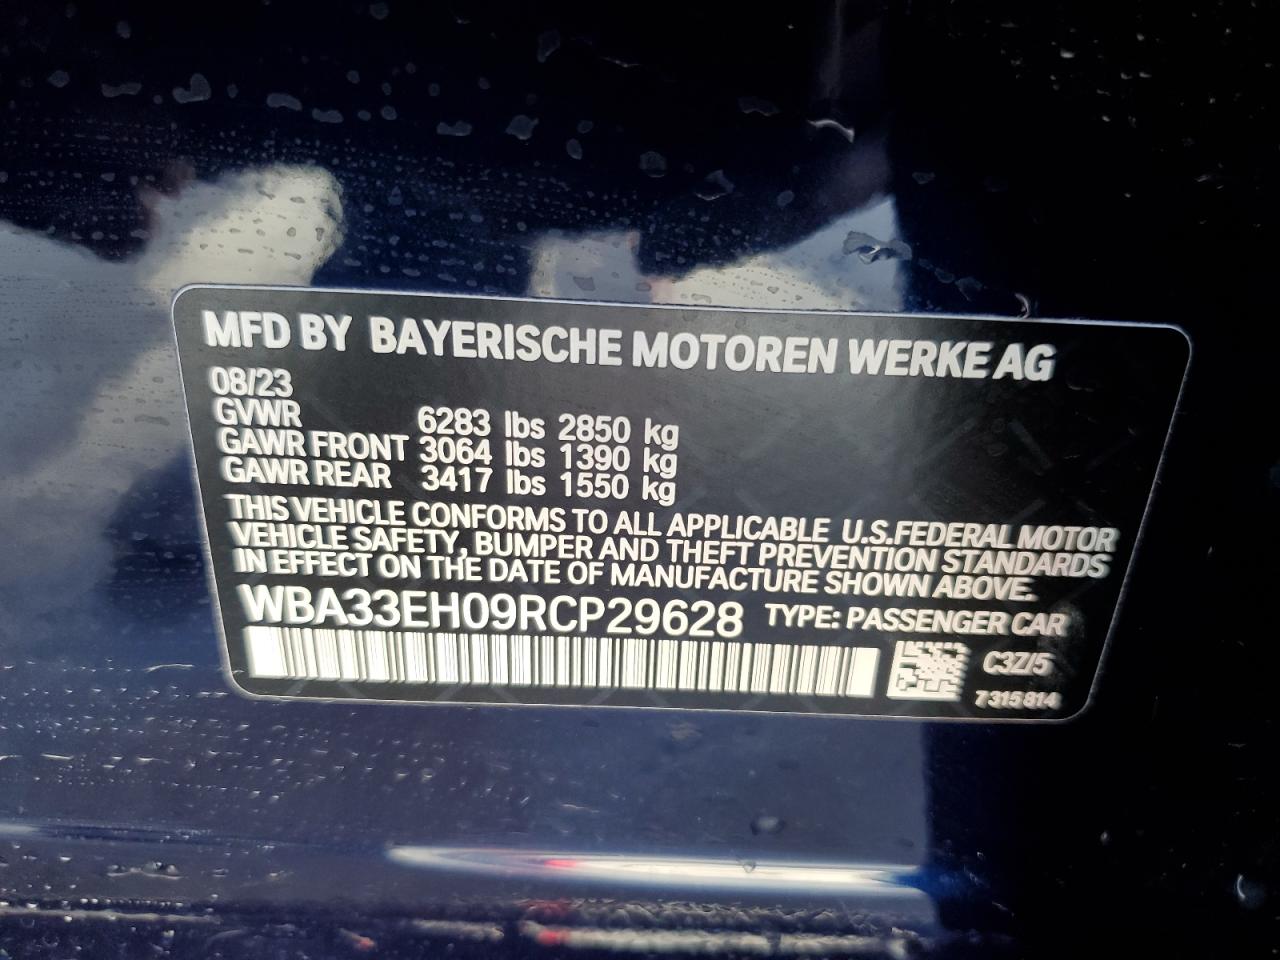 MFD BY BAYERISCHE MOTOREN WERKE AG
08/23
GVWR 6283 lbs 2850 kg
GAWR FRONT 3064 lbs 1390 kg
GAWR REAR 3417 lbs 1550 kg
THIS VEHICLE CONFORMS TO ALL APPLICABLE U.S.FEDERAL MOTOR
VEHICLE SAFETY, BUMPER AND THEFT PREVENTION STANDARDS
IN EFFECT ON THE DATE OF MANUFACTURE SHOWN ABOVE.
WBA33EH09RCP29628 TYPE: PASSENGER CAR
C3Z/5
7315814